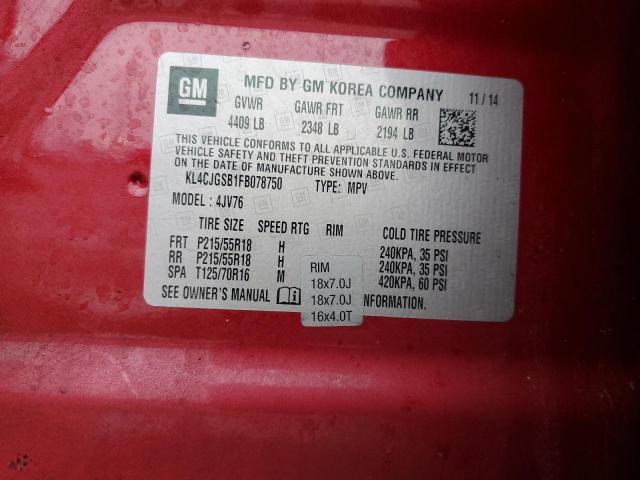 GM
MFD BY GM KOREA COMPANY 11 / 14
GVWR GAWR FRT GAWR RR
4409 LB 2348 LB 2194 LB
THIS VEHICLE CONFORMS TO ALL APPLICABLE U.S. FEDERAL MOTOR
VEHICLE SAFETY AND THEFT PREVENTION STANDARDS IN EFFECT
ON THE DATE OF MANUFACTURE SHOWN ABOVE.
KL4CJGSB1FB078750 TYPE: MPV
MODEL : 4JV76
TIRE SIZE SPEED RTG RIM COLD TIRE PRESSURE
FRT P215/55R18 H 240KPA, 35 PSI
RR P215/55R18 H 240KPA, 35 PSI
SPA T125/70R16 M 420KPA, 60 PSI
RIM
18x7.0J
18x7.0J
16x4.0T
SEE OWNER'S MANUAL NFORMATION.